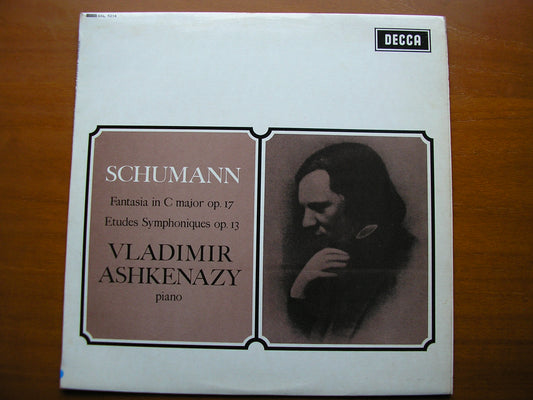 DECCA
SCHUMANN
Fantasia in C major op. 17
Etudes Symphoniques op. 13
VLADIMIR
ASHKENAZY
piano